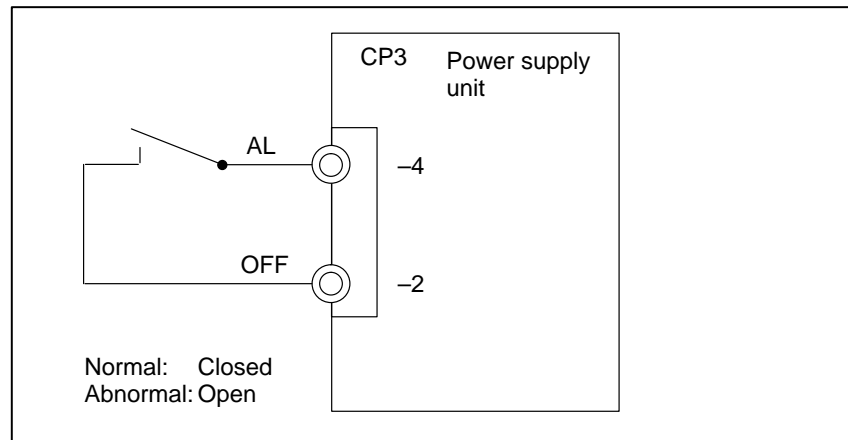 CP3
Power supply
unit
AL
–4
OFF
–2
Normal: Closed
Abnormal: Open